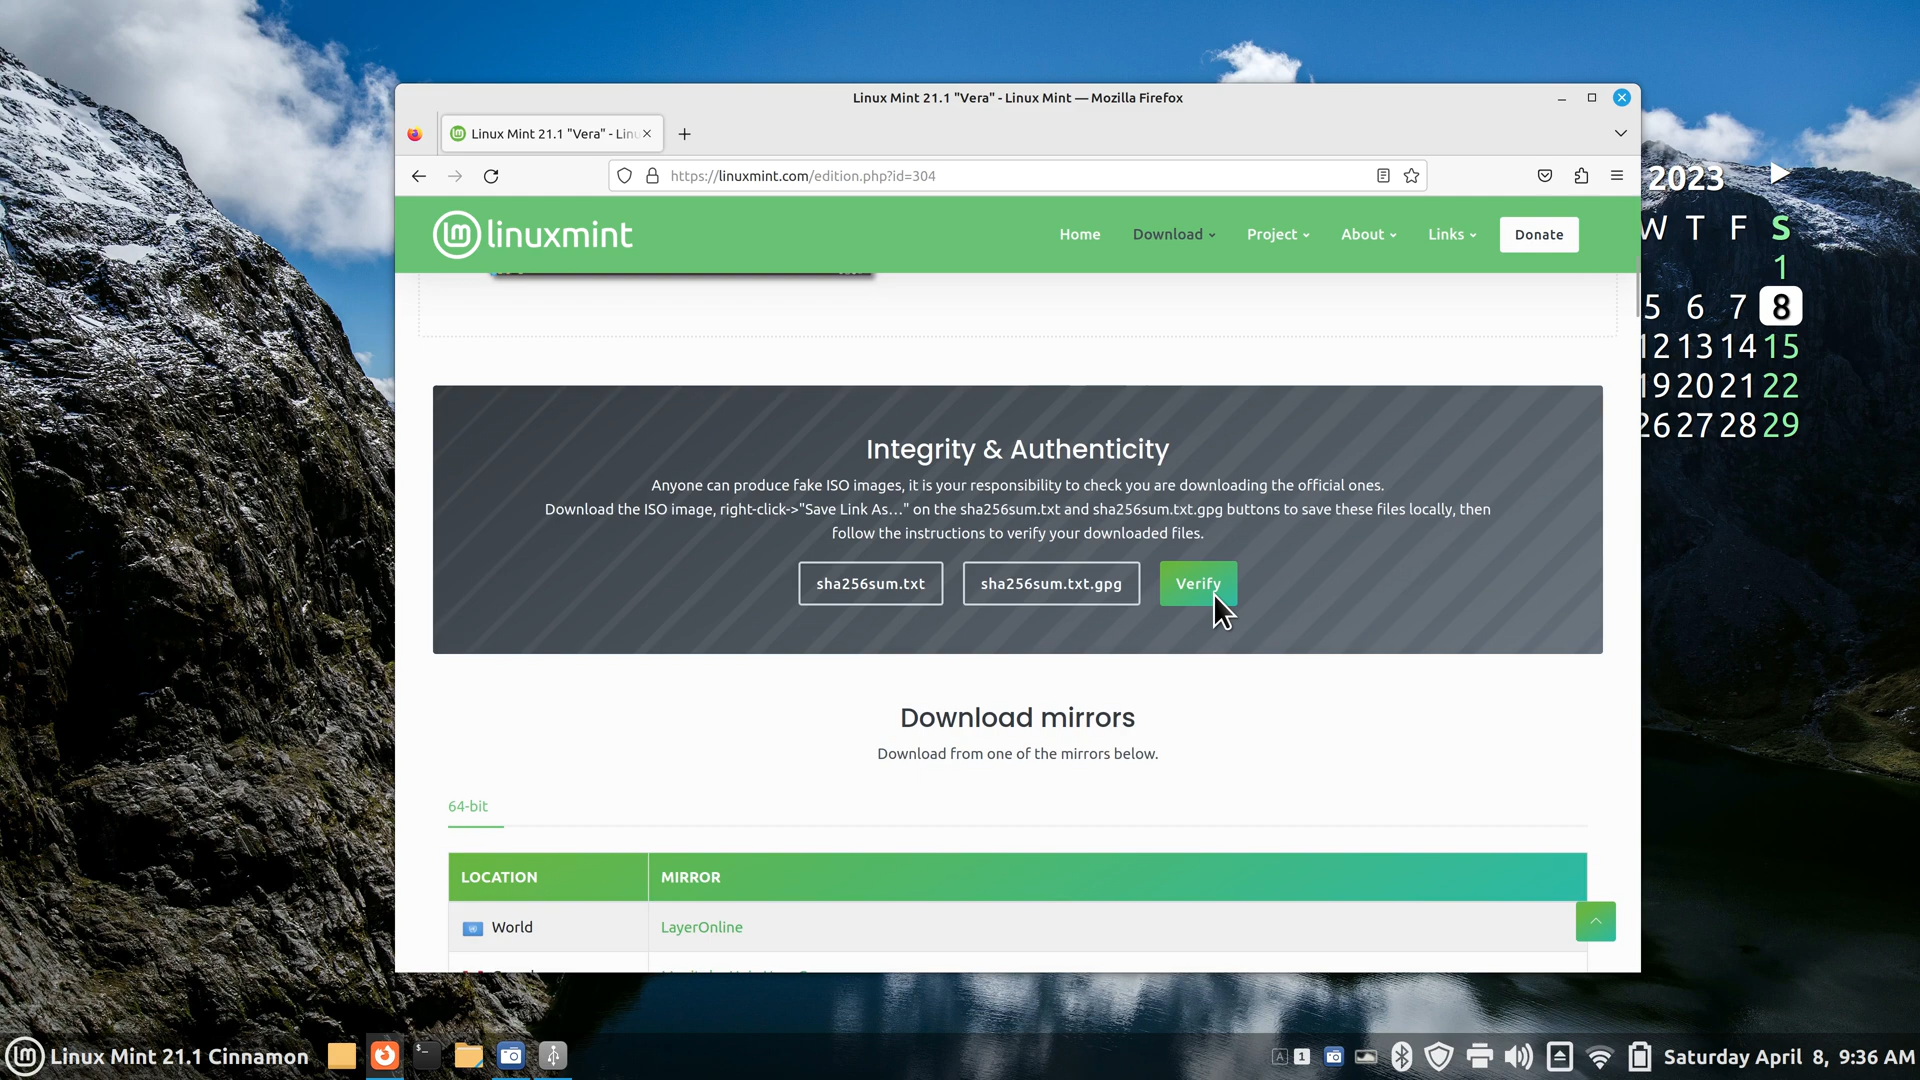 Linux Mint 21.1 "Vera" - Linux Mint — Mozilla Firefox
Linux Mint 21.1 "Vera" - Linu
https://linuxmint.com/edition.php?id=304
linuxmint
Home
Download
Project
About
Links
Donate
Integrity & Authenticity
Anyone can produce fake ISO images, it is your responsibility to check you are downloading the official ones.
Download the ISO image, right-click->"Save Link As..." on the sha256sum.txt and sha256sum.txt.gpg buttons to save these files locally, then
follow the instructions to verify your downloaded files.
sha256sum.txt
sha256sum.txt.gpg
Verify
Download mirrors
Download from one of the mirrors below.
64-bit
LOCATION
MIRROR
World
LayerOnline
2023
W T F S
1
5 6 7 8
12 13 14 15
19 20 21 22
26 27 28 29
Linux Mint 21.1 Cinnamon
A
1
Saturday April 8, 9:36 AM